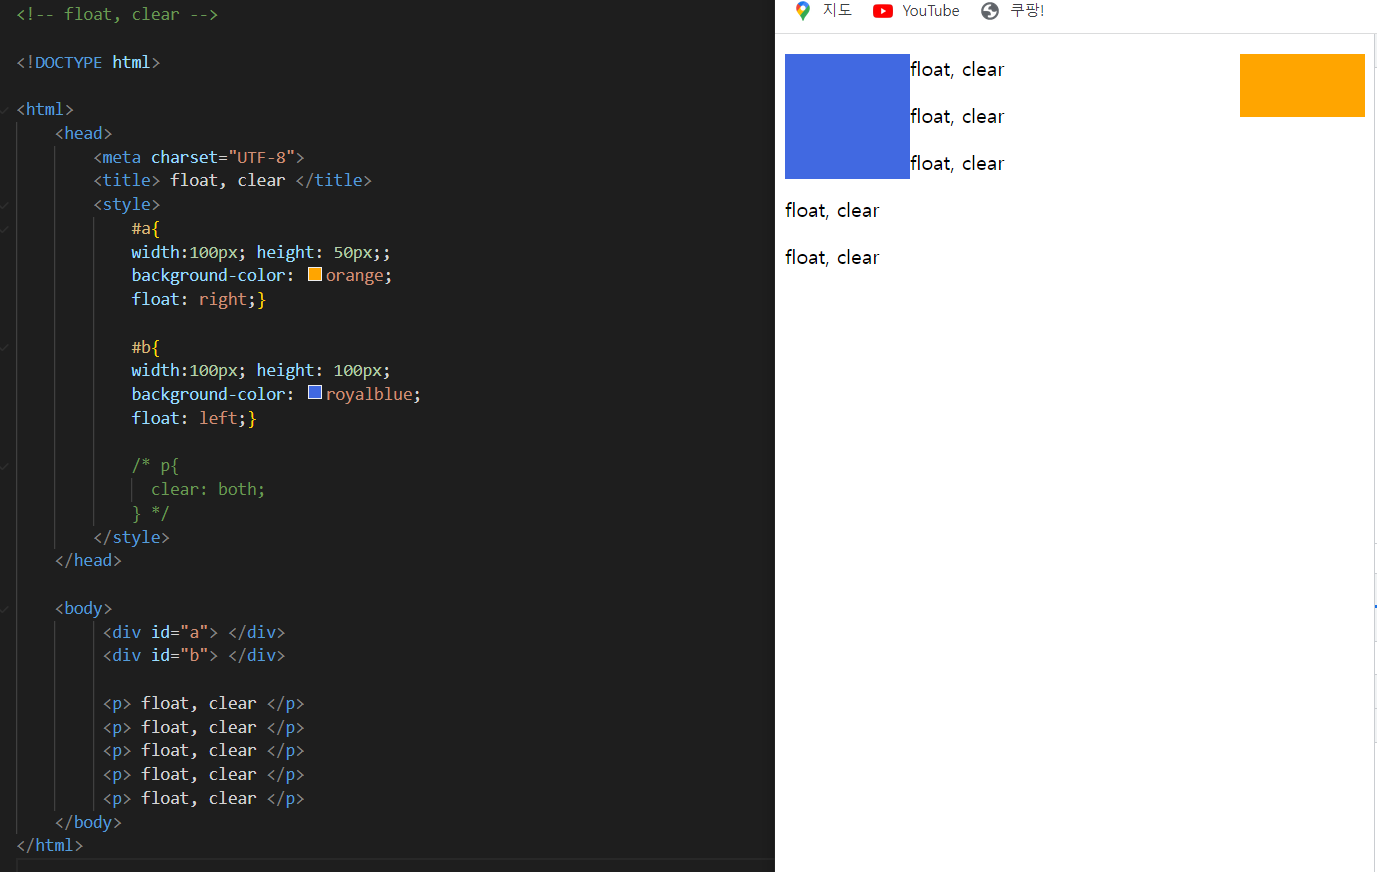 <!-- float, clear -->
<!DOCTYPE html>
<html>
<head>
<meta charset="UTF-8">
<title> float, clear </title>
<style>
#a{
width:100px; height: 50px;;
background-color: orange;
float: right;}
#b{
width:100px; height: 100px;
background-color: royalblue;
float: left;}
/* p{
clear: both;
} */
</style>
</head>
<body>
<div id="a"> </div>
<div id="b"> </div>
<p> float, clear </p>
<p> float, clear </p>
<p> float, clear </p>
<p> float, clear </p>
<p> float, clear </p>
</body>
</html>
지도 YouTube 쿠팡!
float, clear
float, clear
float, clear
float, clear
float, clear